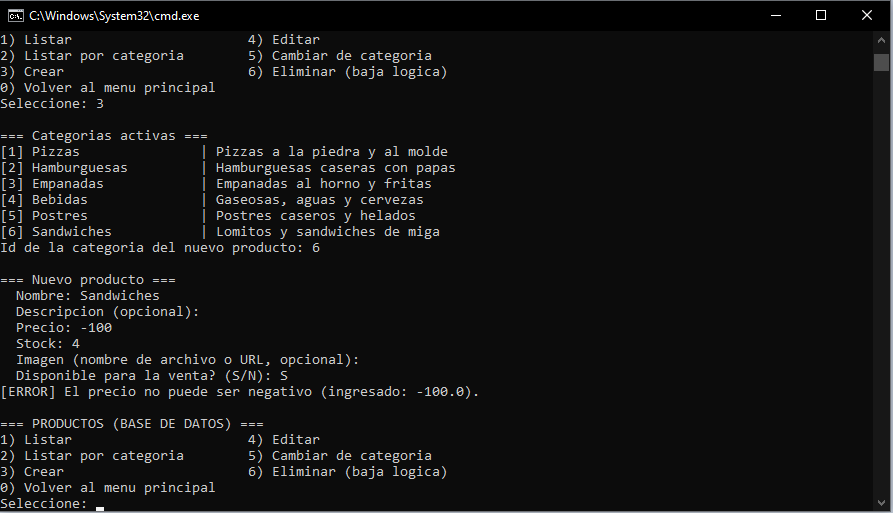 C:\Windows\System32\cmd.exe
1) Listar                      4) Editar
2) Listar por categoria        5) Cambiar de categoria
3) Crear                       6) Eliminar (baja logica)
0) Volver al menu principal
Seleccione: 3
=== Categorias activas ===
[1] Pizzas               | Pizzas a la piedra y al molde
[2] Hamburguesas         | Hamburguesas caseras con papas
[3] Empanadas            | Empanadas al horno y fritas
[4] Bebidas              | Gaseosas, aguas y cervezas
[5] Postres              | Postres caseros y helados
[6] Sandwiches           | Lomitos y sandwiches de miga
Id de la categoria del nuevo producto: 6
=== Nuevo producto ===
  Nombre: Sandwiches
  Descripcion (opcional):
  Precio: -100
  Stock: 4
  Imagen (nombre de archivo o URL, opcional):
  Disponible para la venta? (S/N): S
[ERROR] El precio no puede ser negativo (ingresado: -100.0).
=== PRODUCTOS (BASE DE DATOS) ===
1) Listar                      4) Editar
2) Listar por categoria        5) Cambiar de categoria
3) Crear                       6) Eliminar (baja logica)
0) Volver al menu principal
Seleccione: